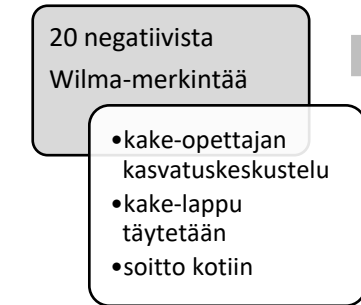 20 negatiivista
Wilma-merkintää
•kake-opettajan
kasvatuskeskustelu
•kake-lappu
täytetään
•soitto kotiin